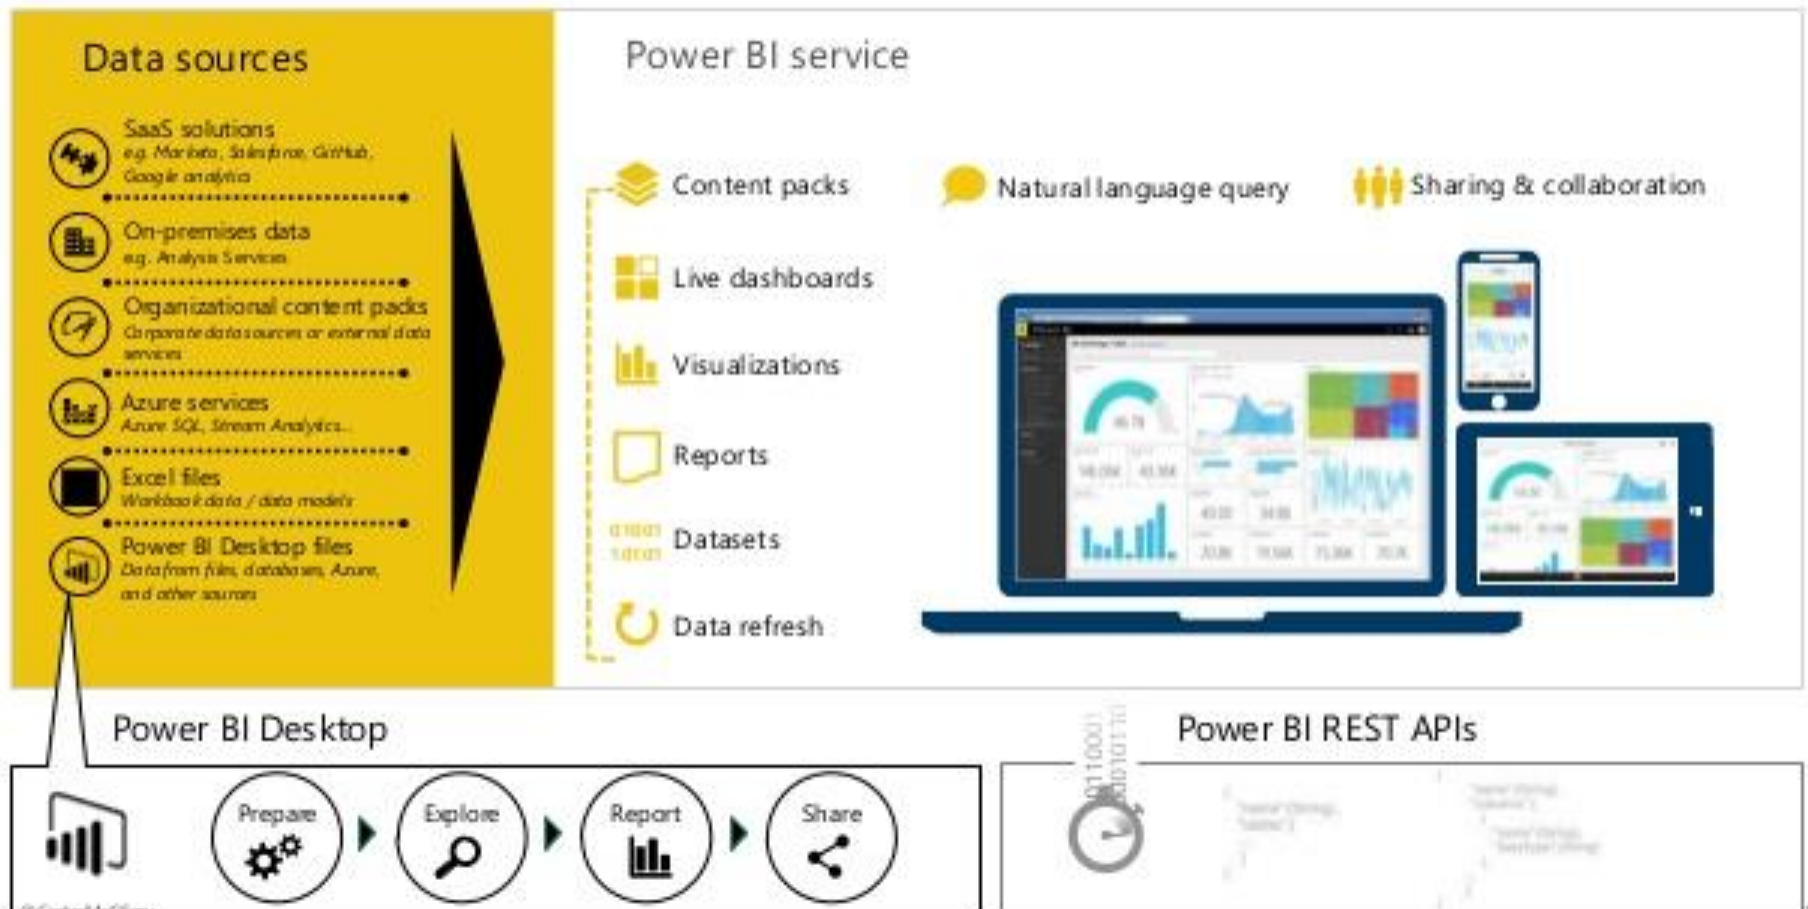 Data sources
SaaS solutions
e.g. Marketo, Salesforce, GitHub,
Google analytics
On-premises data
e.g. Analysis Services
Organizational content packs
Corporate data sources or external data
services
Azure services
Azure SQL, Stream Analytics...
Excel files
Workbook data / data models
Power BI Desktop files
Data from files, databases, Azure,
and other sources
Power BI service
Content packs
Natural language query
Sharing & collaboration
Live dashboards
Visualizations
Reports
01001
10101
Datasets
Data refresh
Power BI Desktop
Prepare
Explore
Report
Share
Power BI REST APIs